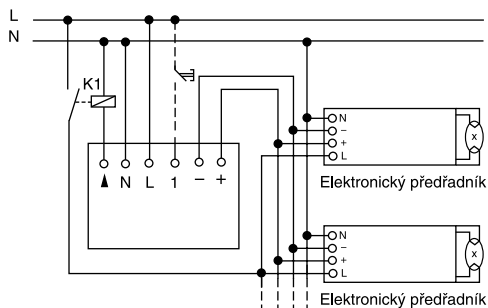 L
N
K1
N L 1 – +
N
–
+
L
x
Elektronický předřadník
N
–
+
L
x
Elektronický předřadník